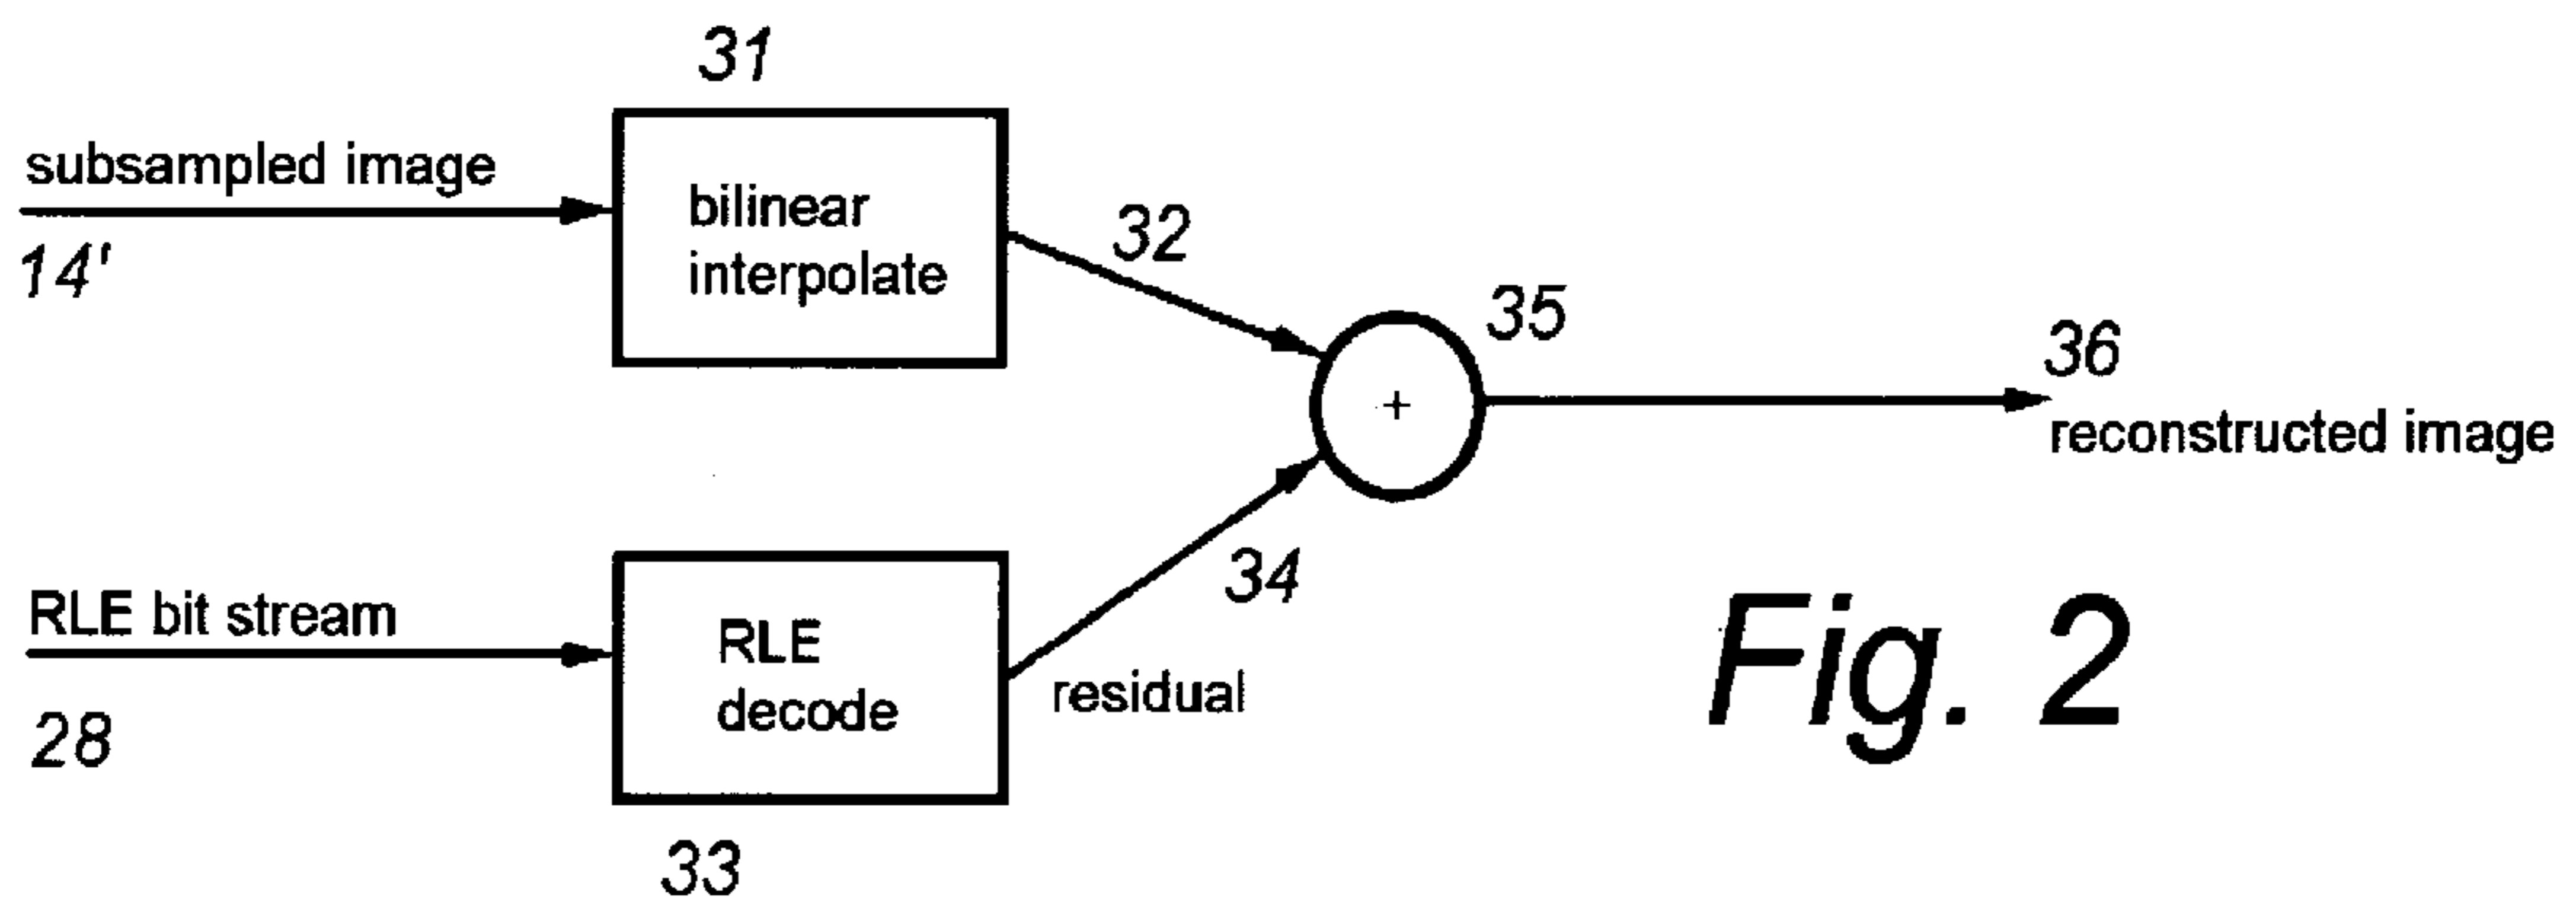 31
subsampled image
14'
bilinear
interpolate
32
35
+
36
reconstructed image
RLE bit stream
28
RLE
decode
33
34
residual
Fig. 2